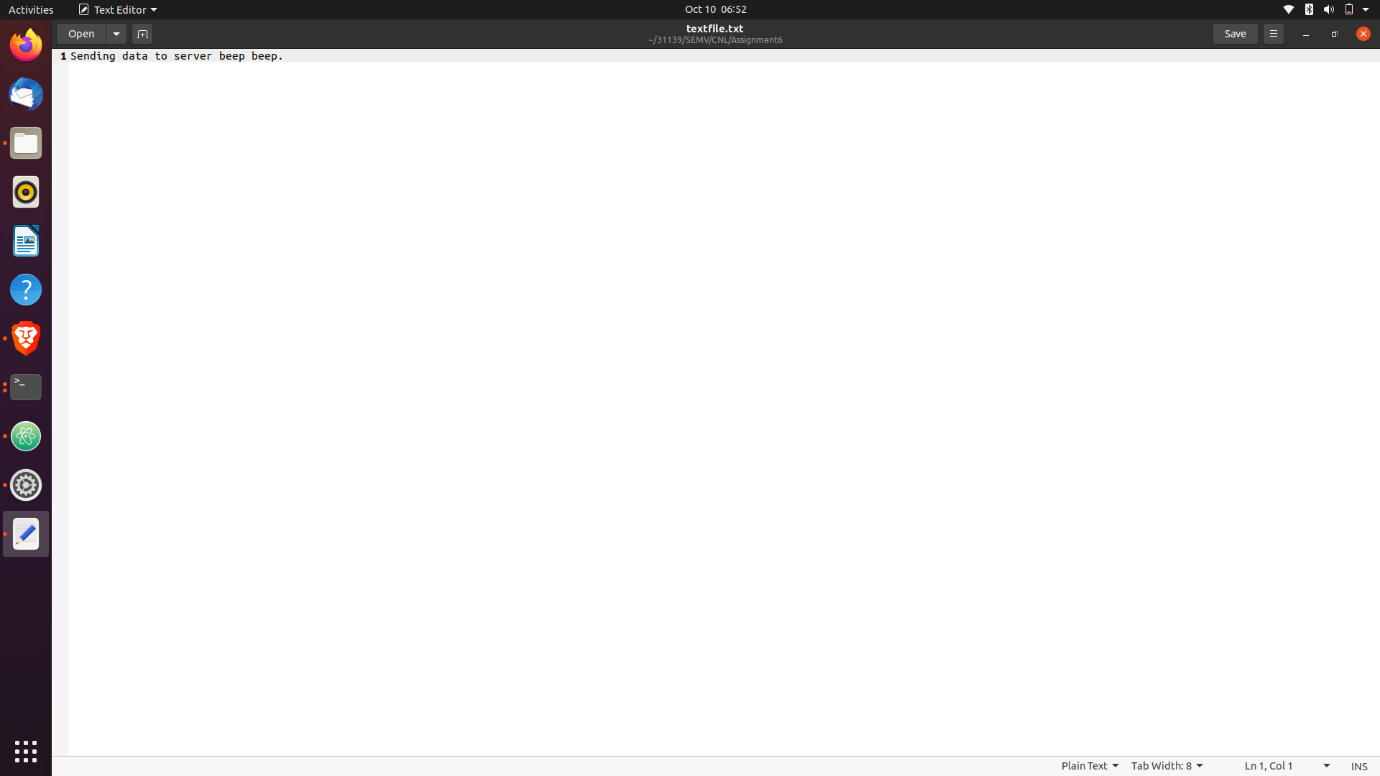 Activities
Text Editor
Oct 10 06:52
Open
textfile.txt
~/31139/SEMV/CNL/Assignment6
Save
1 Sending data to server beep beep.
>_
?
Plain Text
Tab Width: 8
Ln 1, Col 1
INS